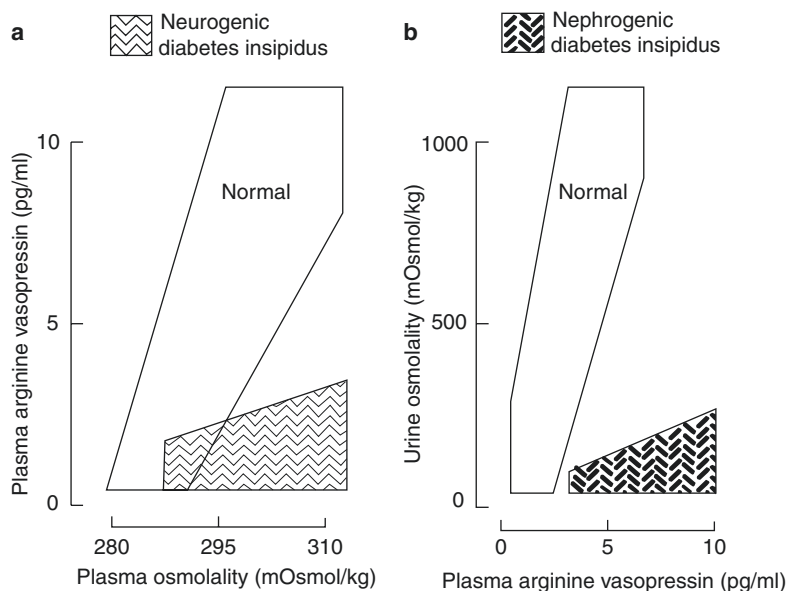 a
Neurogenic
diabetes insipidus
Plasma arginine vasopressin (pg/ml)
10
5
0
Normal
280
295
310
Plasma osmolality (mOsmol/kg)
b
Nephrogenic
diabetes insipidus
Urine osmolality (mOsmol/kg)
1000
500
0
Normal
0
5
10
Plasma arginine vasopressin (pg/ml)